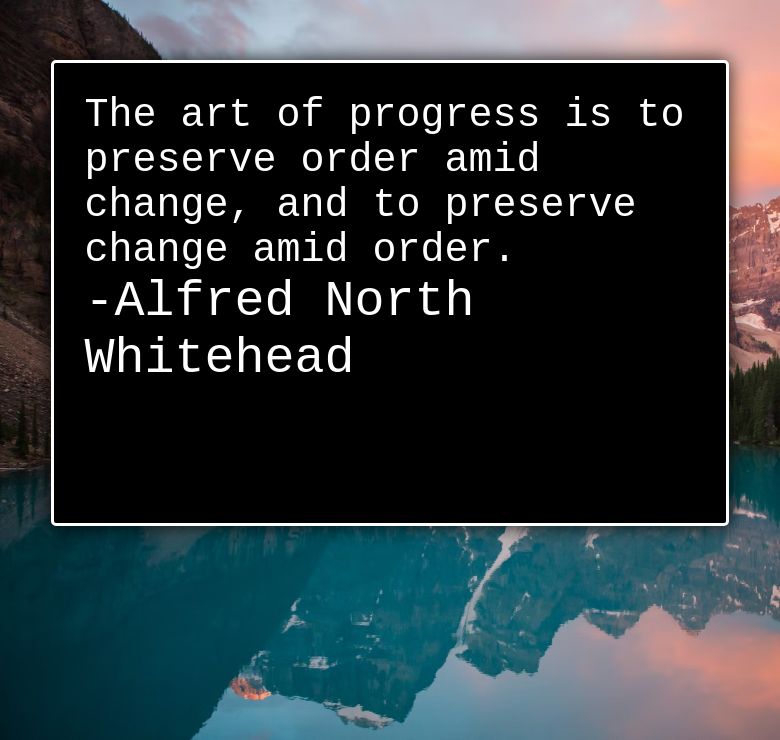 The art of progress is to
preserve order amid
change, and to preserve
change amid order.
-Alfred North
Whitehead